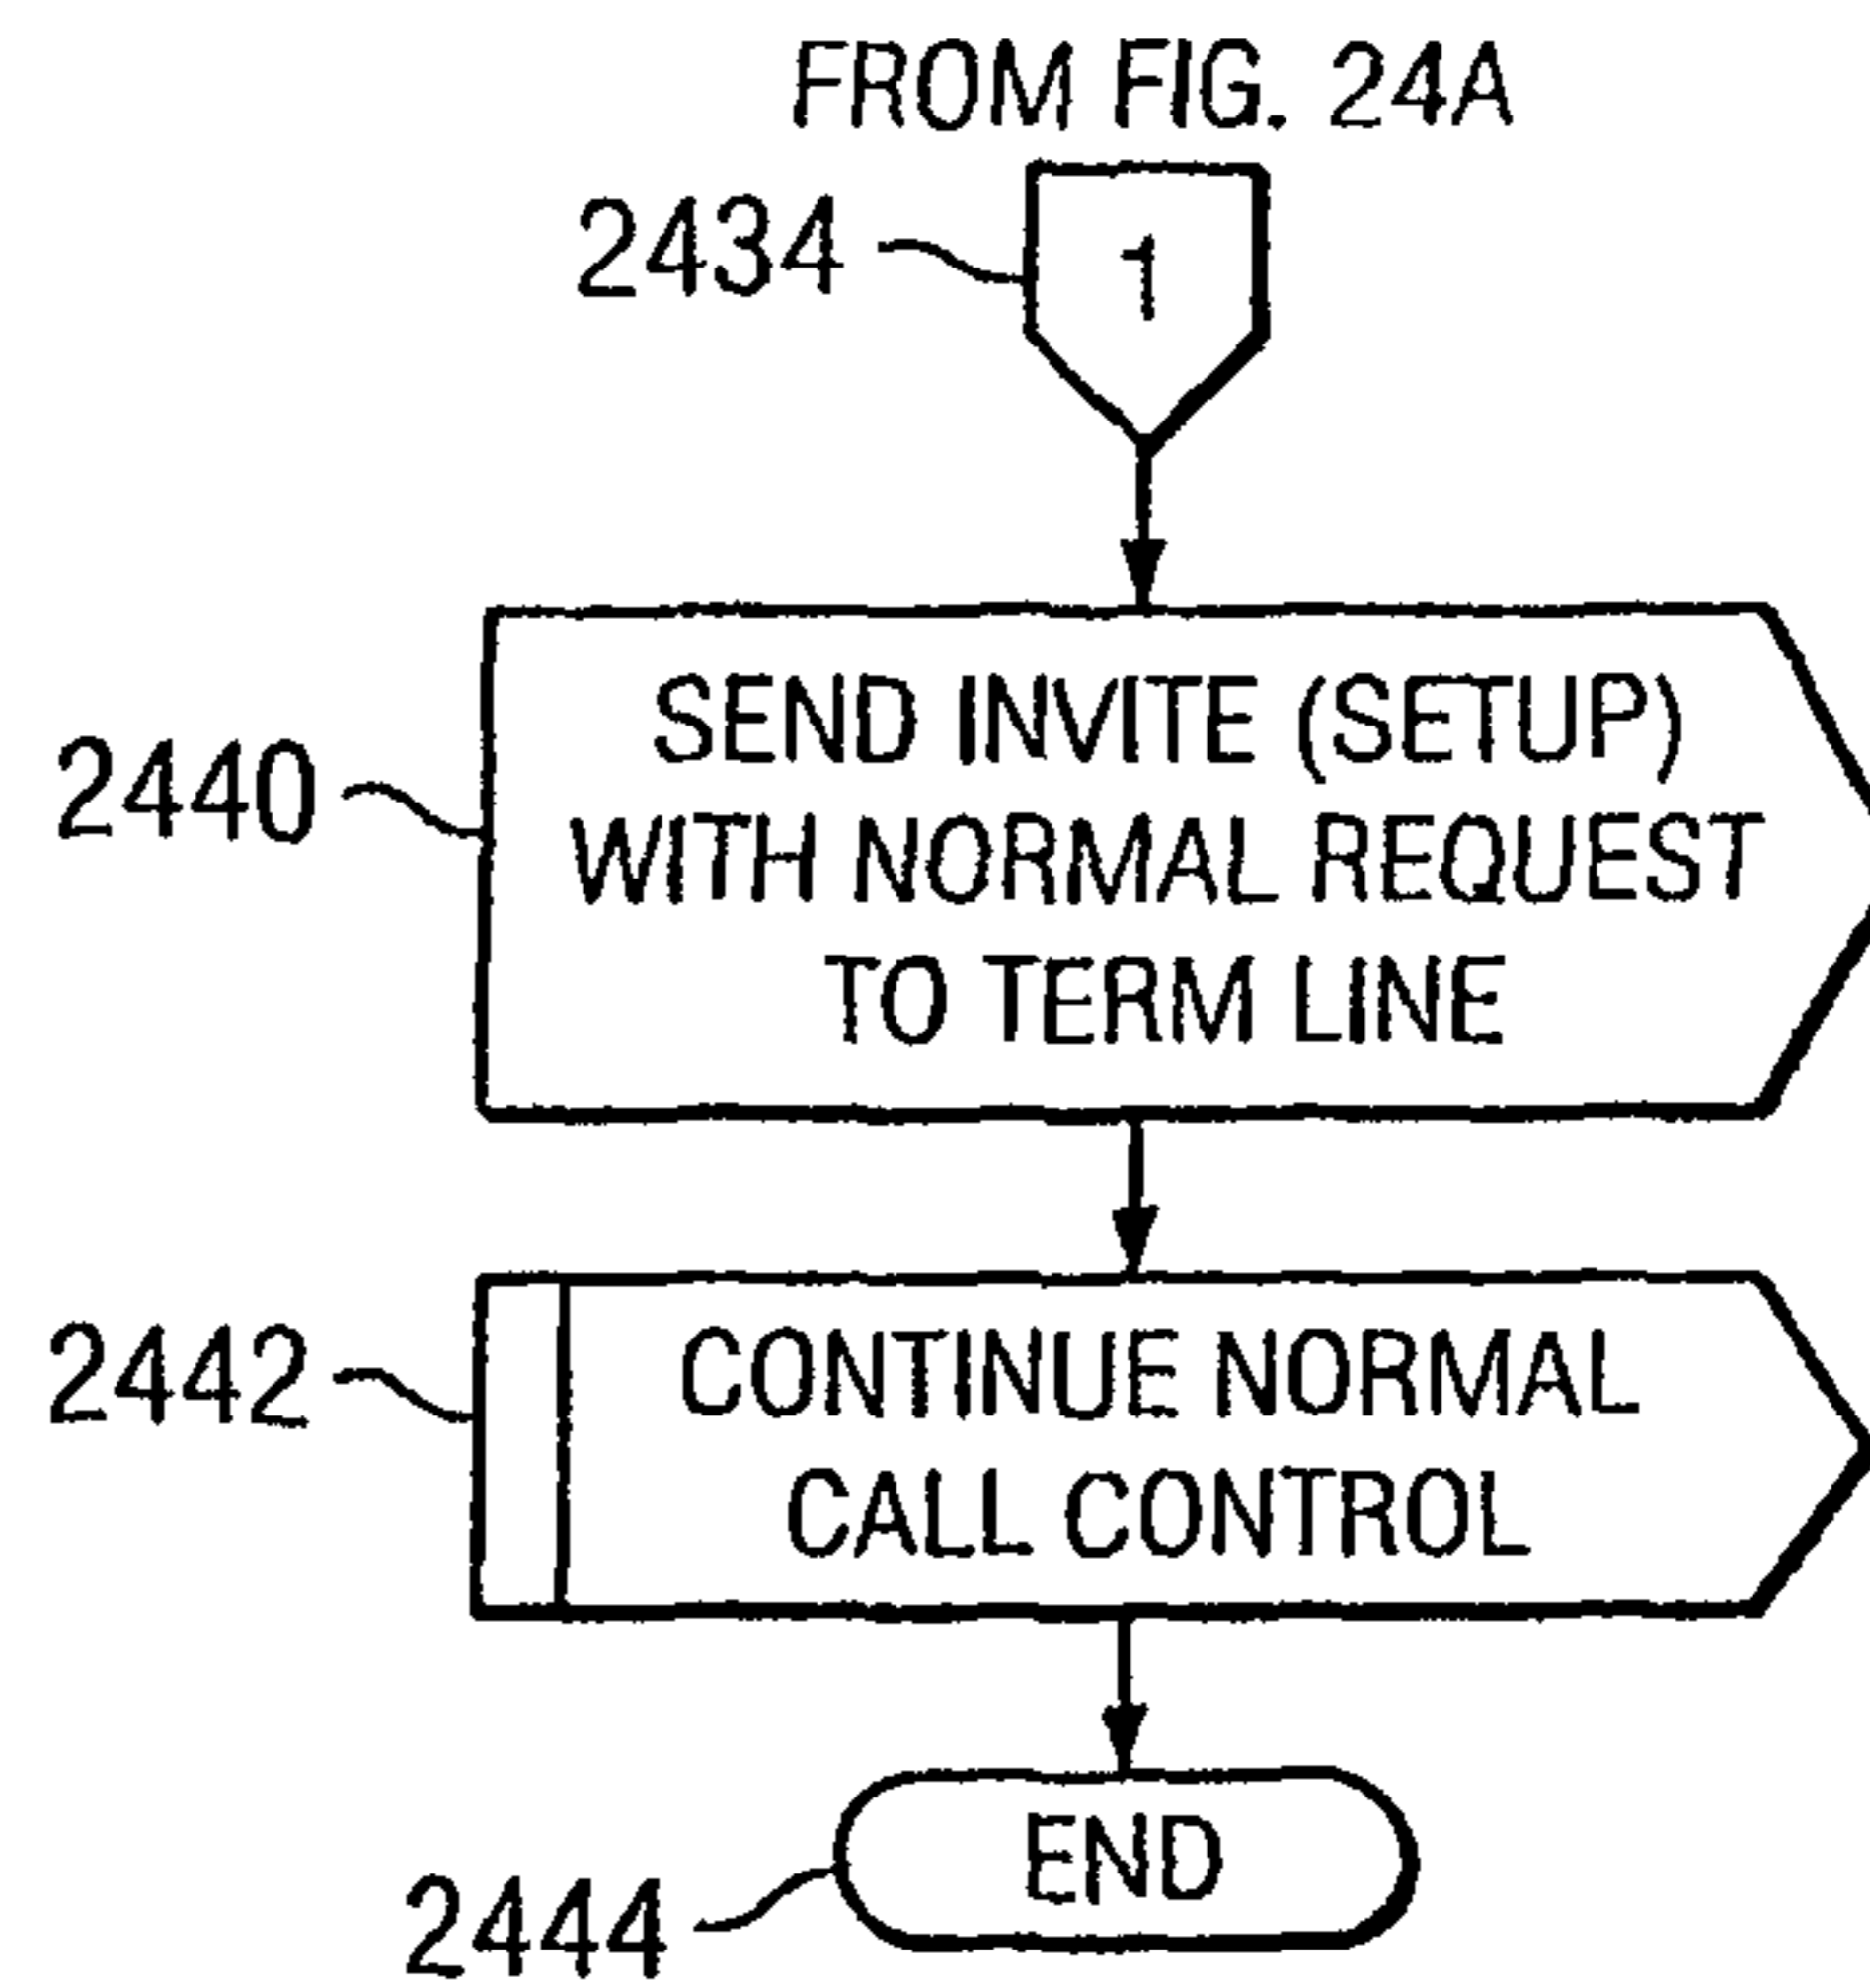 FROM FIG. 24A
2434
1
2440
SEND INVITE (SETUP)
WITH NORMAL REQUEST
TO TERM LINE
2442
CONTINUE NORMAL
CALL CONTROL
END
2444